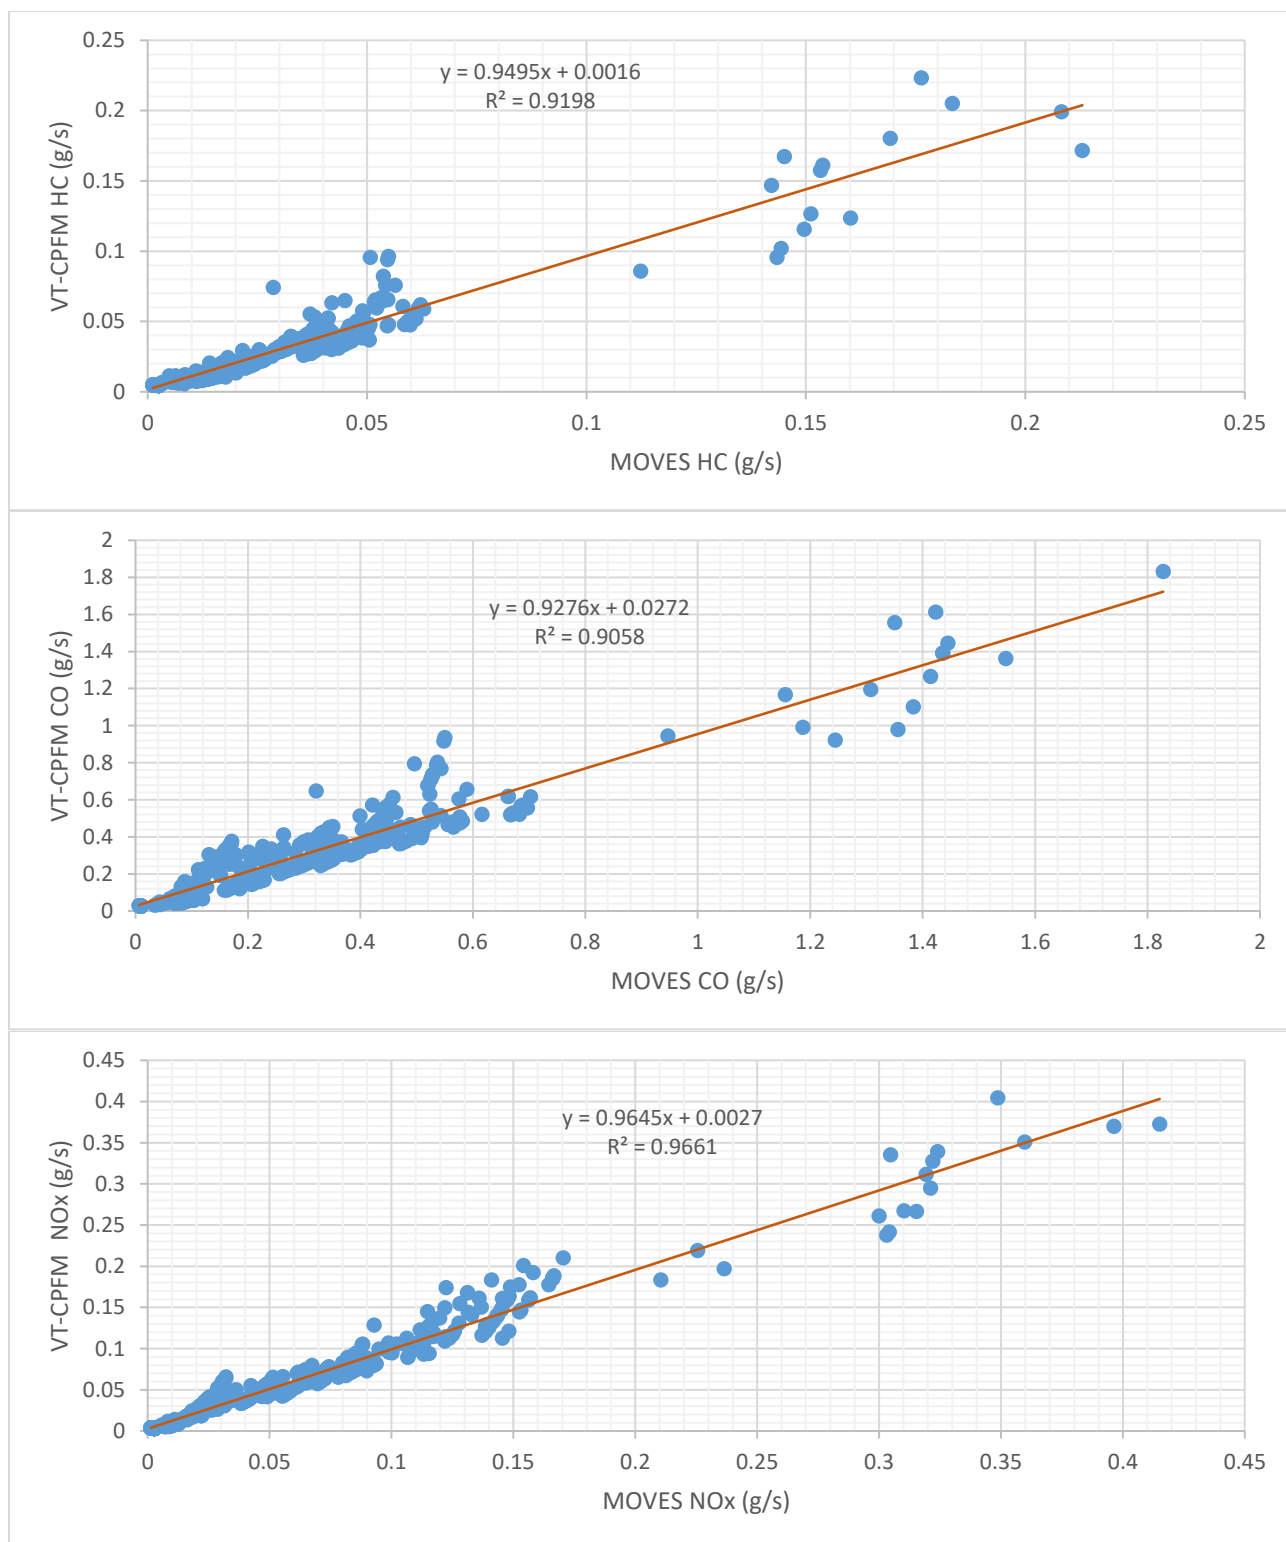 0.25
y = 0.9495x + 0.0016
R² = 0.9198
0.2
0.15
0.1
0.05
0
VT-CPFM HC (g/s)
0 0.05 0.1 0.15 0.2 0.25
MOVES HC (g/s)
2
1.8
y = 0.9276x + 0.0272
R² = 0.9058
1.6
1.4
1.2
1
0.8
0.6
0.4
0.2
0
VT-CPFM CO (g/s)
0 0.2 0.4 0.6 0.8 1 1.2 1.4 1.6 1.8 2
MOVES CO (g/s)
0.45
0.4
y = 0.9645x + 0.0027
R² = 0.9661
0.35
0.3
0.25
0.2
0.15
0.1
0.05
0
VT-CPFM NOx (g/s)
0 0.05 0.1 0.15 0.2 0.25 0.3 0.35 0.4 0.45
MOVES NOx (g/s)